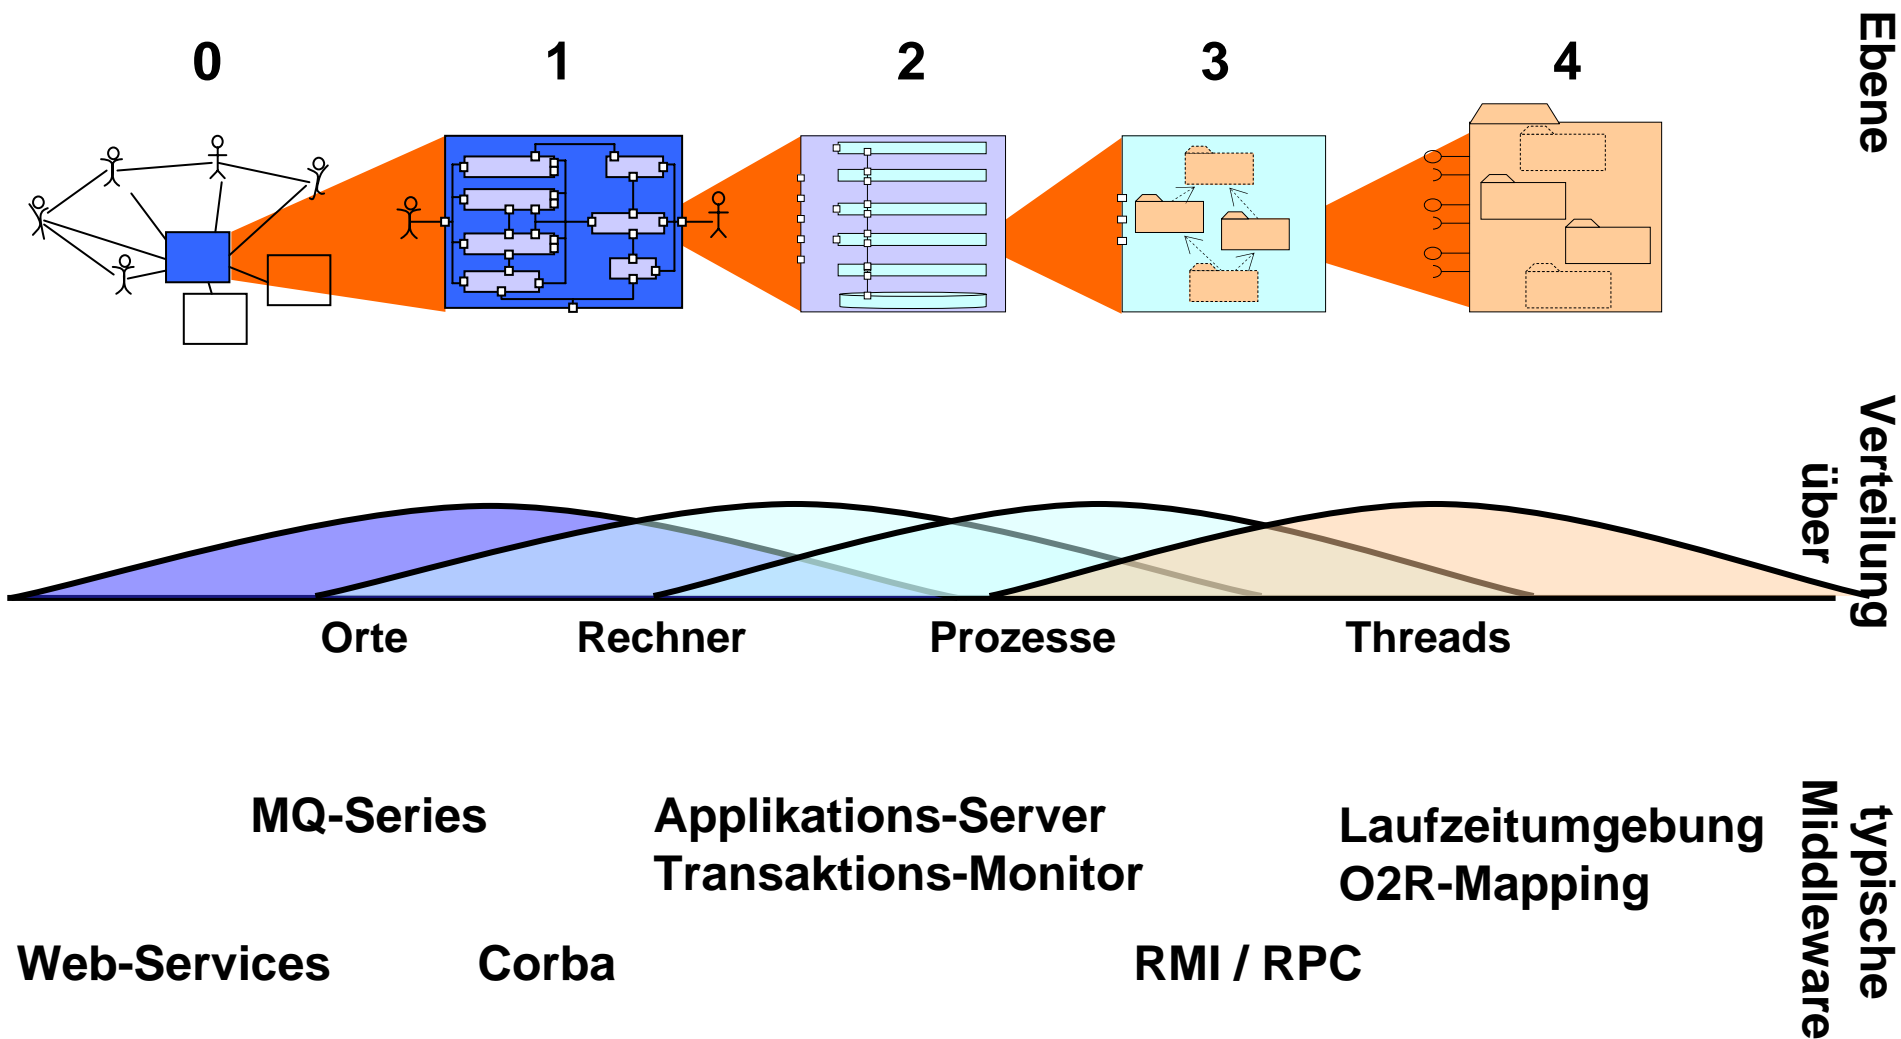 0 1 2 3 4
Ebene
Verteilung
über
Orte Rechner Prozesse Threads
MQ-Series Applikations-Server Laufzeitumgebung
Transaktions-Monitor O2R-Mapping
Web-Services Corba RMI / RPC
typische
Middleware